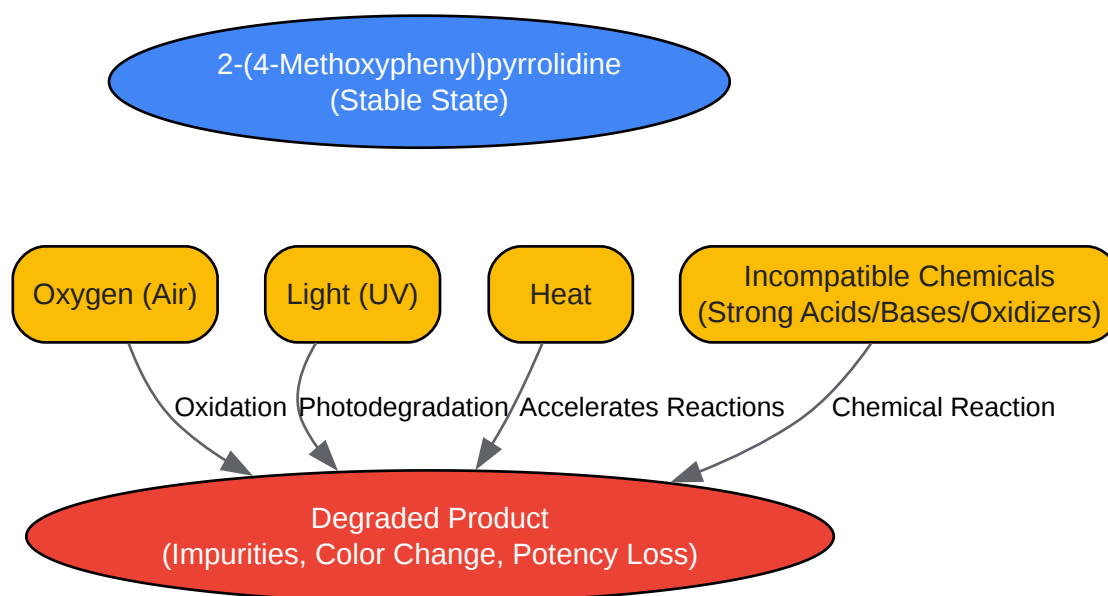 2-(4-Methoxyphenyl)pyrrolidine
(Stable State)
Oxygen (Air)
Light (UV)
Heat
Incompatible Chemicals
(Strong Acids/Bases/Oxidizers)
Oxidation
Photodegradation
Accelerates Reactions
Chemical Reaction
Degraded Product
(Impurities, Color Change, Potency Loss)